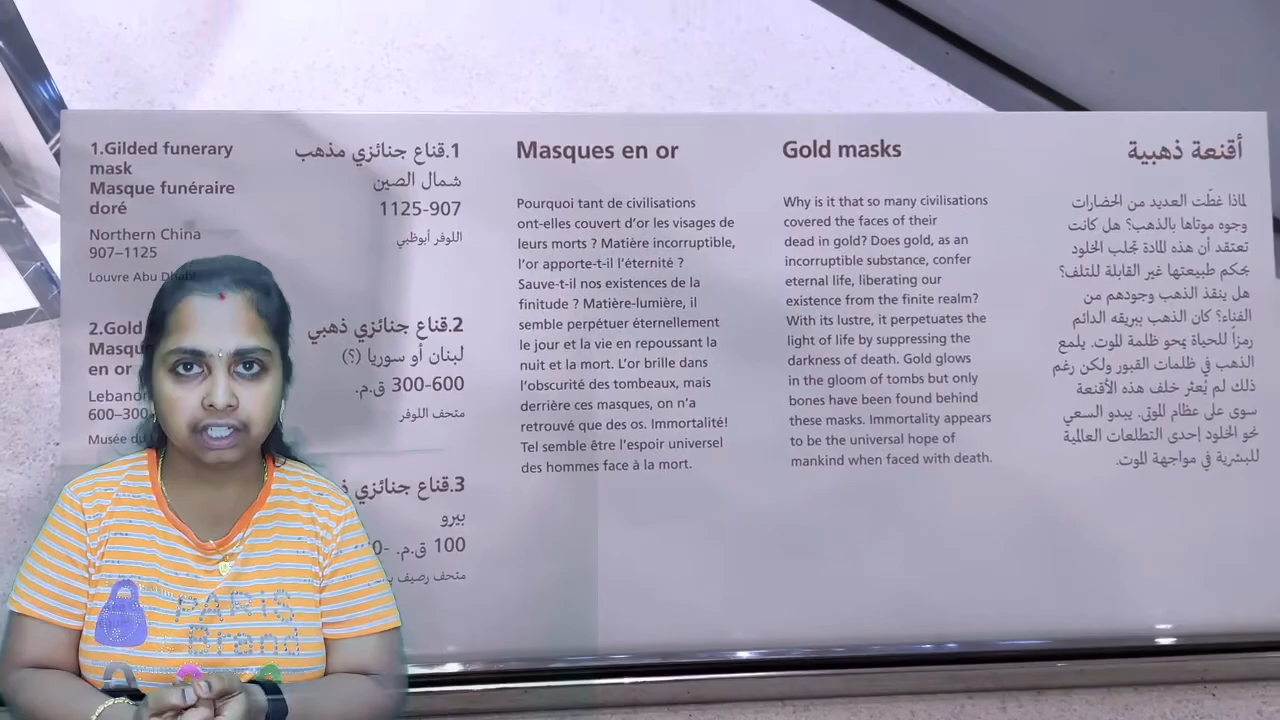 1.Gilded funerary
mask
Masque funéraire
doré
Northern China
907–1125
Louvre Abu Dhabi
2.Gold
en or
600–300
Musée du
1.قناع جنائزي مذهب
شمال الصين
1125-907
اللوفر أبوظبي
2.قناع جنائزي ذهبي
لبنان أو سوريا (؟)
300-600 ق.م.
متحف اللوفر
3.قناع جنائزي
بيرو
100 ق.م.
متحف رصيف
Masques en or
Pourquoi tant de civilisations
ont-elles couvert d’or les visages de
leurs morts ? Matière incorruptible,
l’or apporte-t-il l’éternité ?
Sauve-t-il nos existences de la
finitude ? Matière-lumière, il
semble perpétuer éternellement
le jour et la vie en repoussant la
nuit et la mort. L’or brille dans
l’obscurité des tombeaux, mais
derrière ces masques, on n’a
retrouvé que des os. Immortalité!
Tel semble être l’espoir universel
des hommes face à la mort.
Gold masks
Why is it that so many civilisations
covered the faces of their
dead in gold? Does gold, as an
incorruptible substance, confer
eternal life, liberating our
existence from the finite realm?
With its lustre, it perpetuates the
light of life by suppressing the
darkness of death. Gold glows
in the gloom of tombs but only
bones have been found behind
these masks. Immortality appears
to be the universal hope of
mankind when faced with death.
أقنعة ذهبية
لماذا غطّت العديد من الحضارات
وجوه موتاها بالذهب؟ هل كانت
تعتقد أن هذه المادة تجلب الخلود
بحكم طبيعتها غير القابلة للتلف؟
هل ينقذ الذهب وجودهم من
الفناء؟ كان الذهب ببريقه الدائم
رمزاً للحياة يمحو ظلمة الموت. يلمع
الذهب في ظلمات القبور ولكن رغم
ذلك لم يُعثر خلف هذه الأقنعة
سوى على عظام الموتى. يبدو السعي
نحو الخلود إحدى التطلعات العالمية
للبشرية في مواجهة الموت.
PARIS
Brand